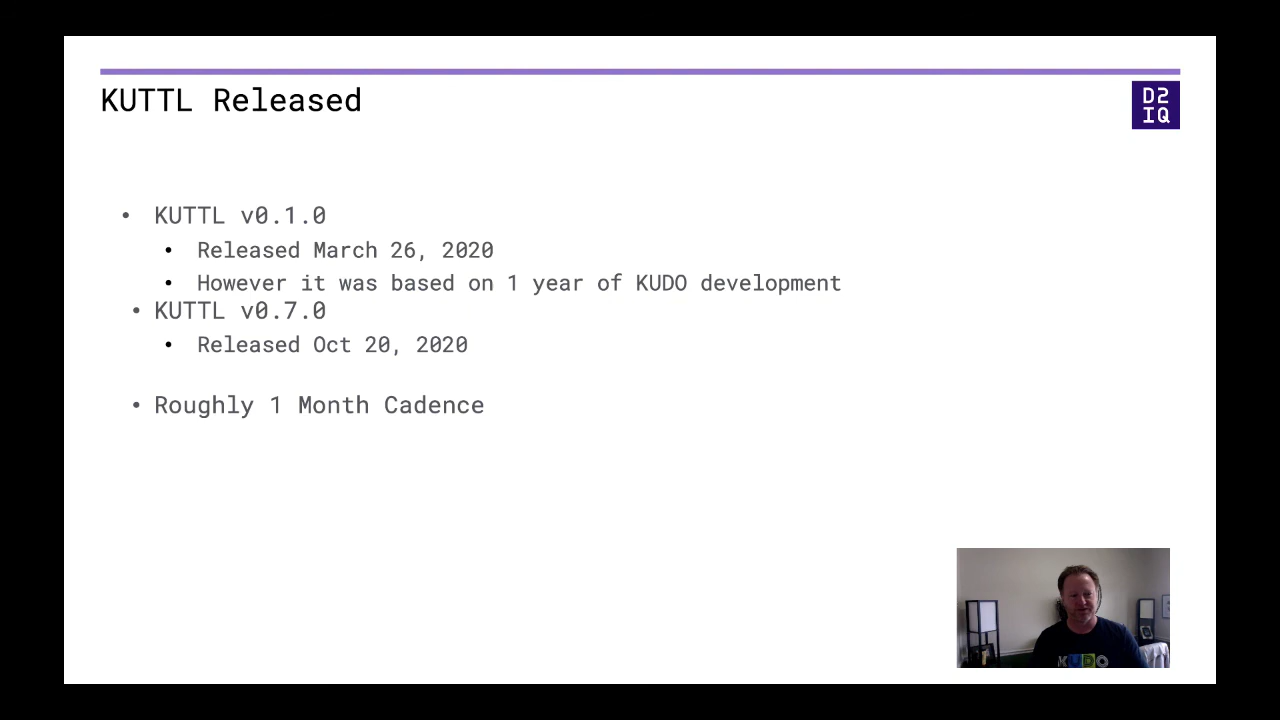 KUTTL Released
D2
IQ
• KUTTL v0.1.0
• Released March 26, 2020
• However it was based on 1 year of KUDO development
• KUTTL v0.7.0
• Released Oct 20, 2020
• Roughly 1 Month Cadence
KUDO